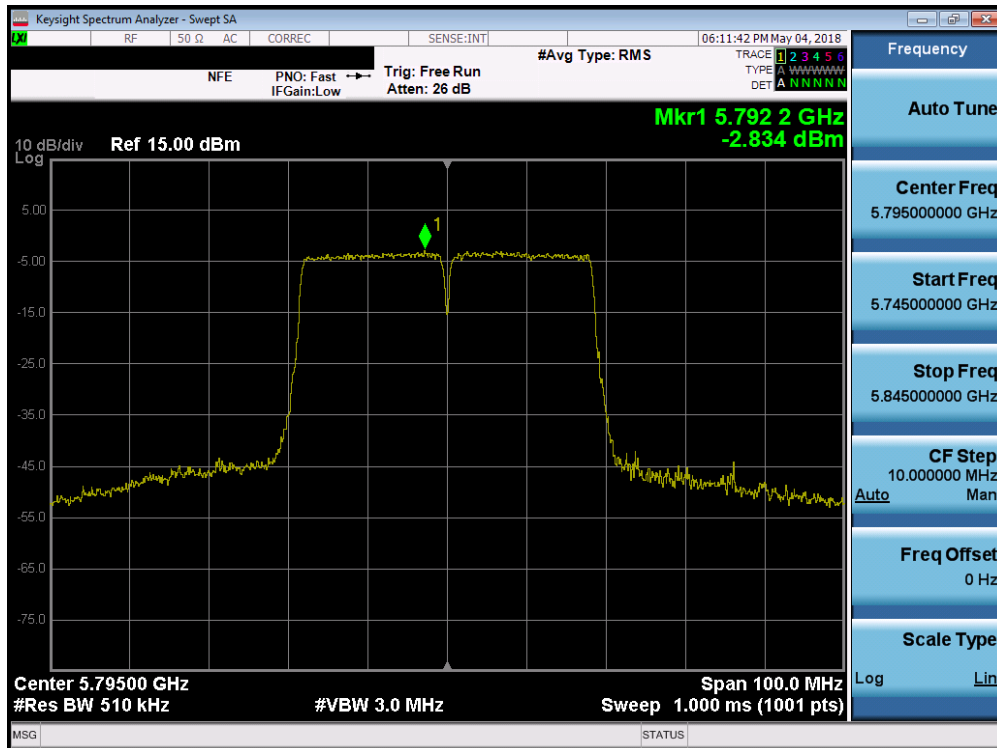 Keysight Spectrum Analyzer - Swept SA
LXI RF 50 Ω AC CORREC SENSE:INT 06:11:42 PM May 04, 2018
NFE PNO: Fast Trig: Free Run #Avg Type: RMS TRACE 1 2 3 4 5 6
IFGain:Low Atten: 26 dB TYPE A WWWWW
DET A N N N N N
Mkr1 5.792 2 GHz
-2.834 dBm
10 dB/div Ref 15.00 dBm
Log
1
5.00
-5.00
-15.0
-25.0
-35.0
-45.0
-55.0
-65.0
-75.0
Center 5.79500 GHz Span 100.0 MHz
#Res BW 510 kHz #VBW 3.0 MHz Sweep 1.000 ms (1001 pts)
MSG STATUS
Frequency
Auto Tune
Center Freq
5.795000000 GHz
Start Freq
5.745000000 GHz
Stop Freq
5.845000000 GHz
CF Step
10.000000 MHz
Auto Man
Freq Offset
0 Hz
Scale Type
Log Lin